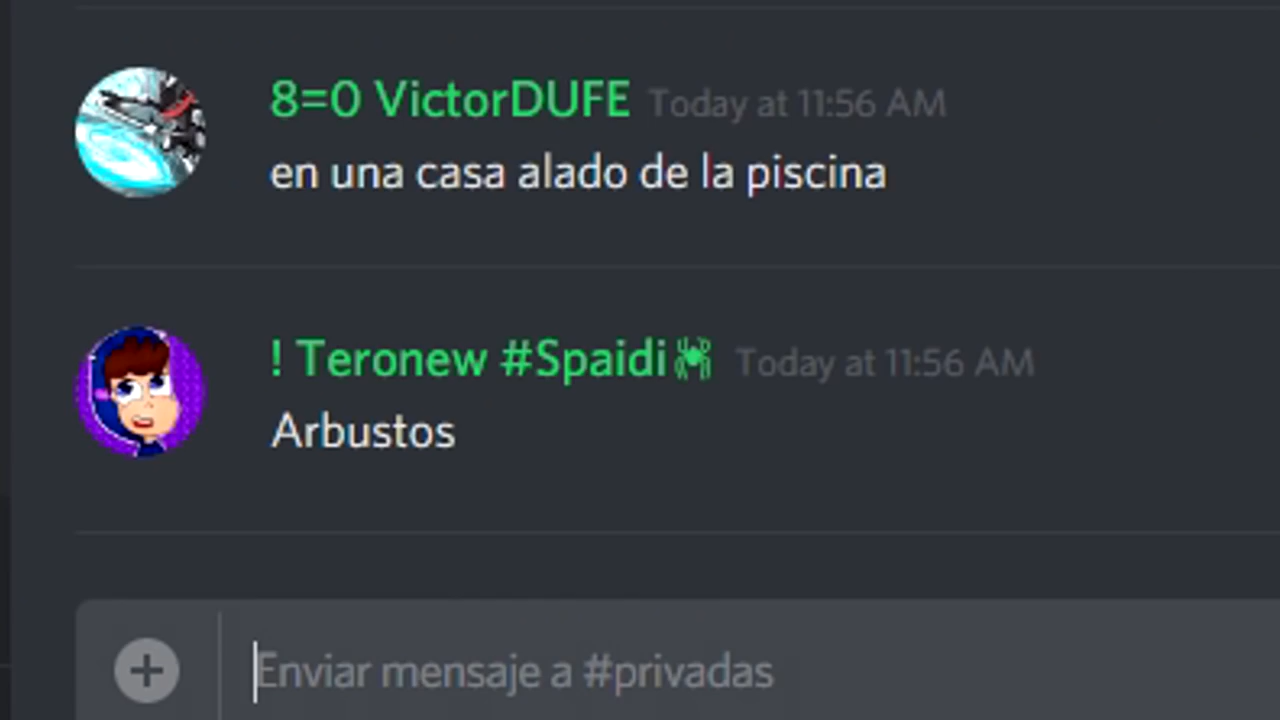 8=0 VictorDUFE Today at 11:56 AM
en una casa alado de la piscina
! Teronew #Spaidi🕷 Today at 11:56 AM
Arbustos
Enviar mensaje a #privadas